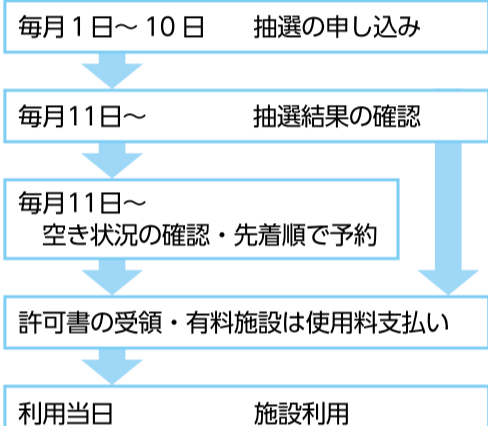 毎月1日～10日　抽選の申し込み
毎月11日～　抽選結果の確認
毎月11日～
空き状況の確認・先着順で予約
許可書の受領・有料施設は使用料支払い
利用当日　施設利用